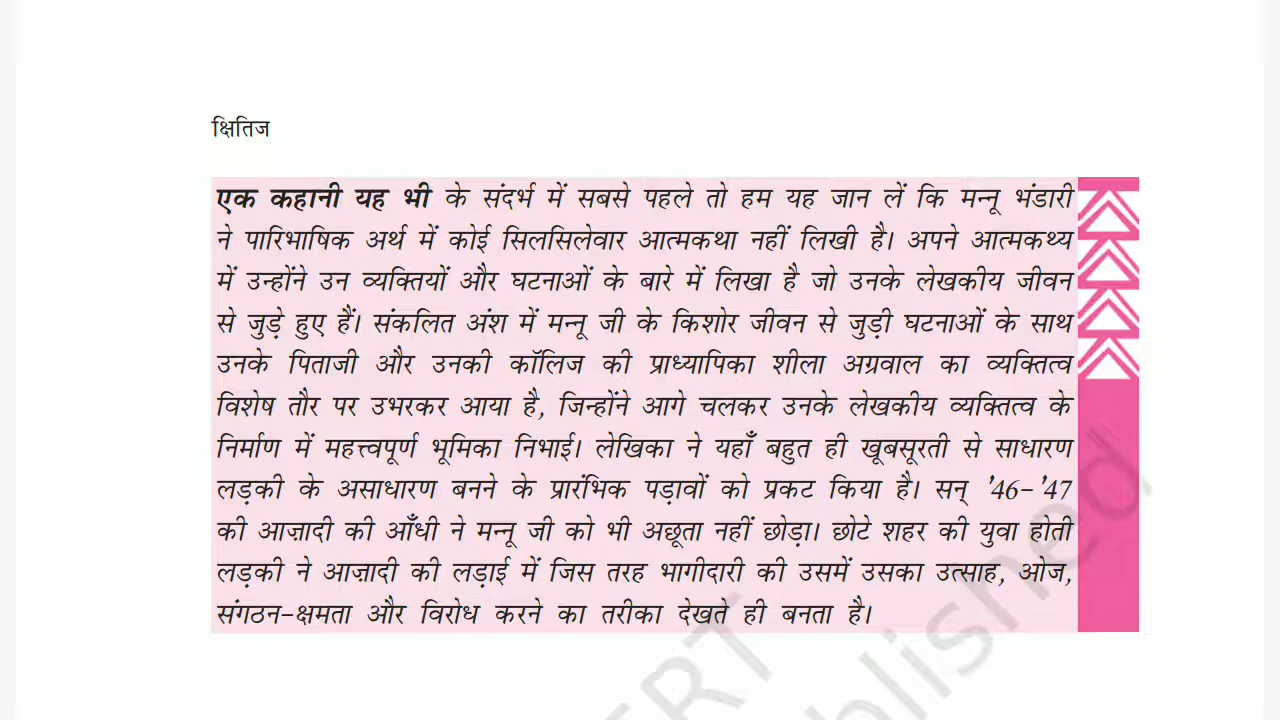 क्षितिज
एक कहानी यह भी के संदर्भ में सबसे पहले तो हम यह जान लें कि मन्नू भंडारी
ने पारिभाषिक अर्थ में कोई सिलसिलेवार आत्मकथा नहीं लिखी है। अपने आत्मकथ्य
में उन्होंने उन व्यक्तियों और घटनाओं के बारे में लिखा है जो उनके लेखकीय जीवन
से जुड़े हुए हैं। संकलित अंश में मन्नू जी के किशोर जीवन से जुड़ी घटनाओं के साथ
उनके पिताजी और उनकी कॉलिज की प्राध्यापिका शीला अग्रवाल का व्यक्तित्व
विशेष तौर पर उभरकर आया है, जिन्होंने आगे चलकर उनके लेखकीय व्यक्तित्व के
निर्माण में महत्त्वपूर्ण भूमिका निभाई। लेखिका ने यहाँ बहुत ही खूबसूरती से साधारण
लड़की के असाधारण बनने के प्रारंभिक पड़ावों को प्रकट किया है। सन् '46-'47
की आज़ादी की आँधी ने मन्नू जी को भी अछूता नहीं छोड़ा। छोटे शहर की युवा होती
लड़की ने आज़ादी की लड़ाई में जिस तरह भागीदारी की उसमें उसका उत्साह, ओज,
संगठन-क्षमता और विरोध करने का तरीका देखते ही बनता है।